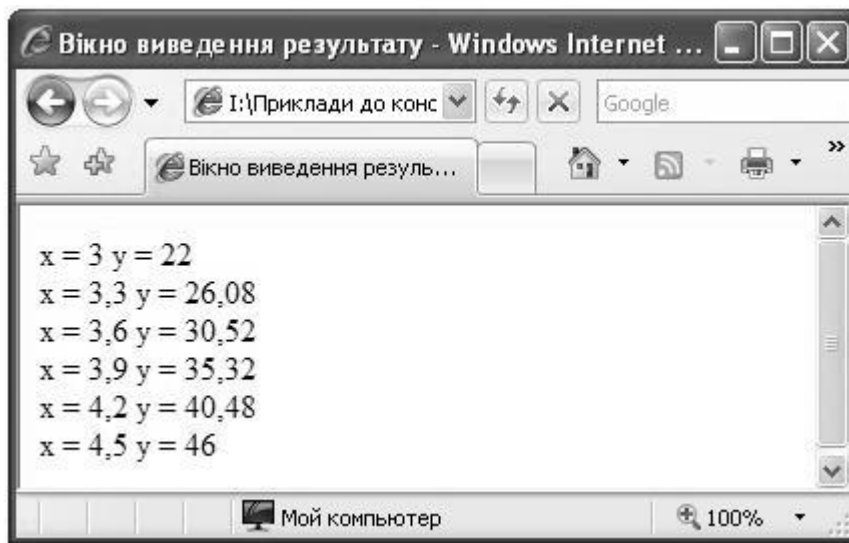 Вікно виведення результату - Windows Internet ...
I:\Приклади до конс
Google
Вікно виведення резуль...
»
x = 3 y = 22
x = 3,3 y = 26,08
x = 3,6 y = 30,52
x = 3,9 y = 35,32
x = 4,2 y = 40,48
x = 4,5 y = 46
Мой компьютер
100%